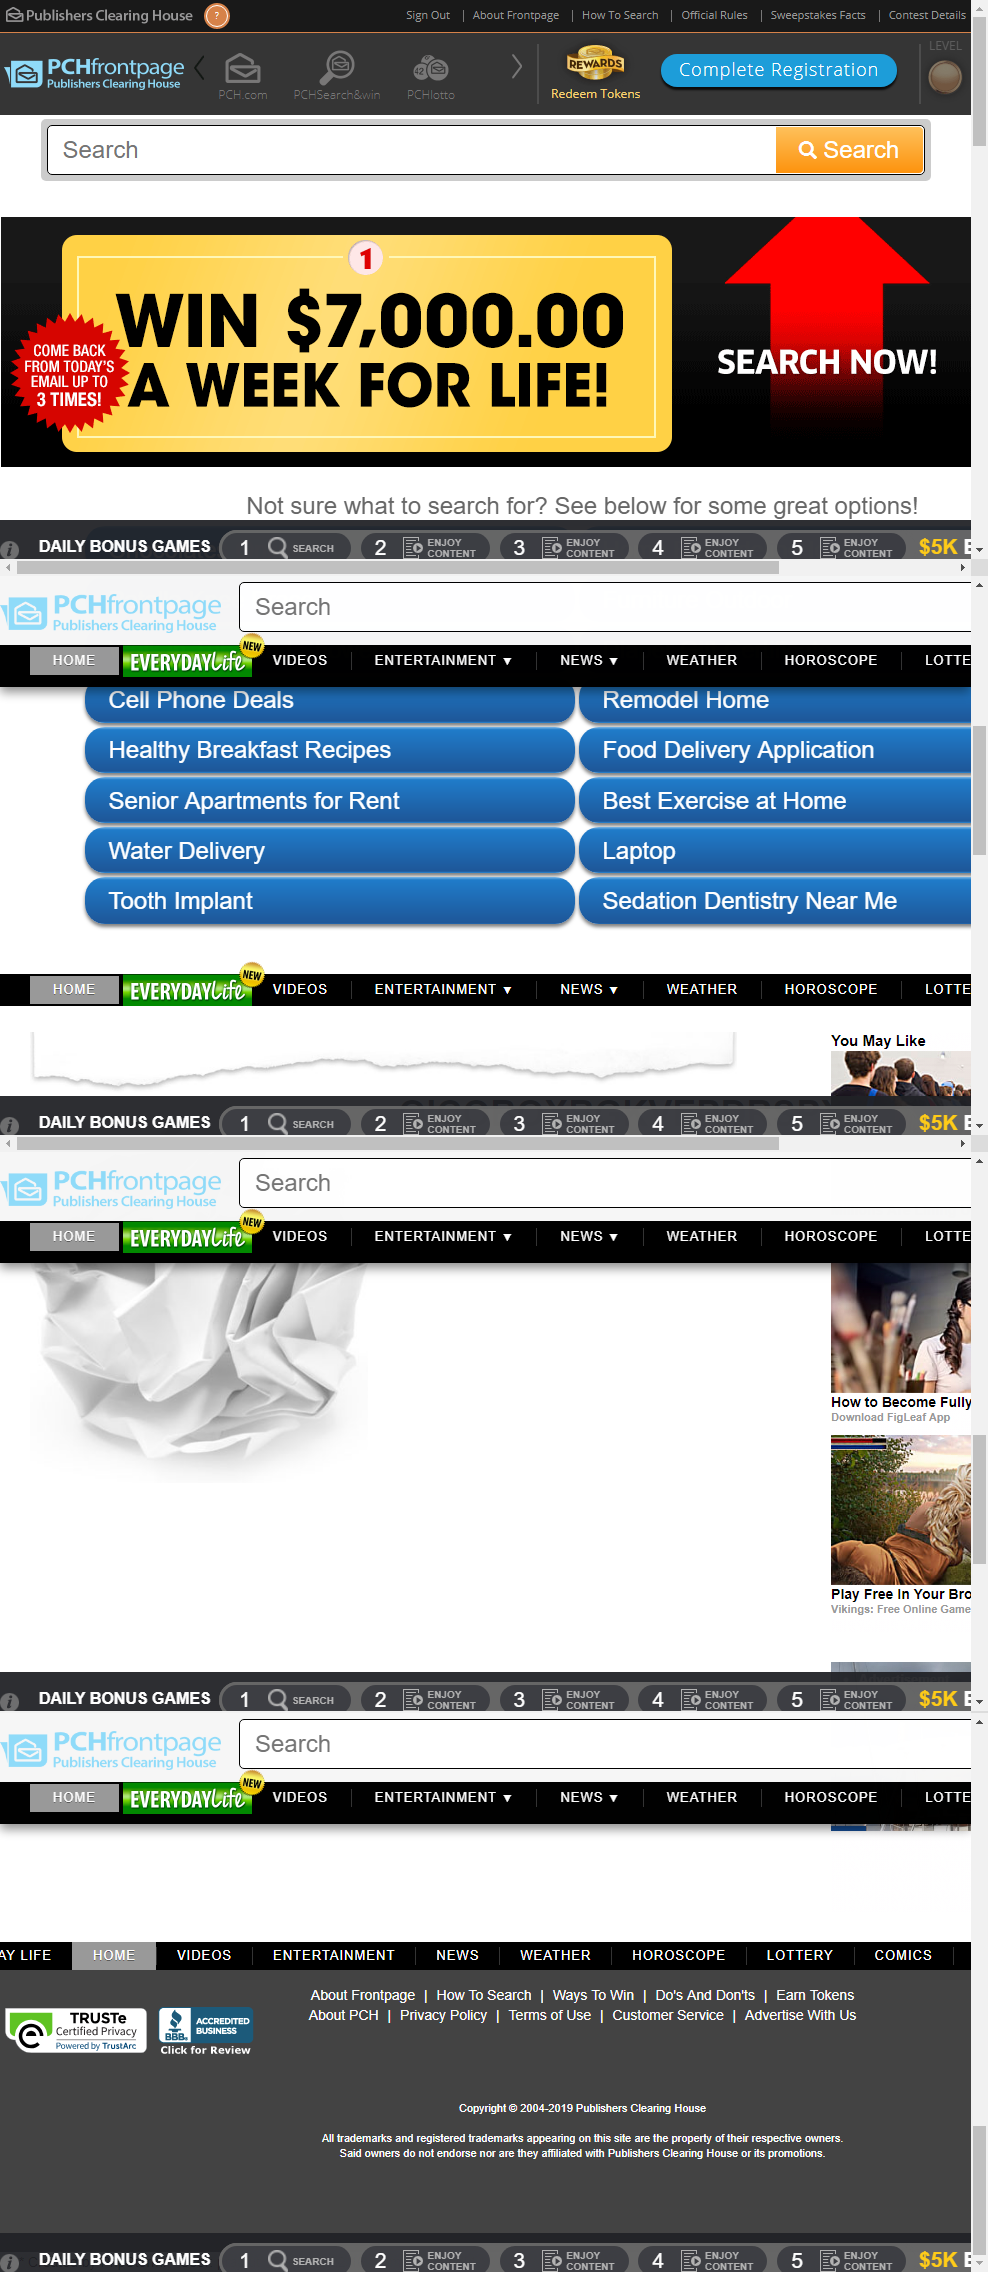 Publishers Clearing House ? Sign Out | About Frontpage | How To Search | Official Rules | Sweepstakes Facts | Contest Details
PCHfrontpage
Publishers Clearing House
PCH.com PCHSearch&win PCHlotto
REWARDS
Redeem Tokens
Complete Registration
LEVEL
Search Search
1
WIN $7,000.00
A WEEK FOR LIFE!
COME BACK
FROM TODAY'S
EMAIL UP TO
3 TIMES!
SEARCH NOW!
Not sure what to search for? See below for some great options!
i DAILY BONUS GAMES 1 SEARCH 2 ENJOY CONTENT 3 ENJOY CONTENT 4 ENJOY CONTENT 5 ENJOY CONTENT $5K
PCHfrontpage
Publishers Clearing House
Search
HOME EVERYDAYLife NEW VIDEOS ENTERTAINMENT ▼ NEWS ▼ WEATHER HOROSCOPE LOTTE
Cell Phone Deals Remodel Home
Healthy Breakfast Recipes Food Delivery Application
Senior Apartments for Rent Best Exercise at Home
Water Delivery Laptop
Tooth Implant Sedation Dentistry Near Me
HOME EVERYDAYLife NEW VIDEOS ENTERTAINMENT ▼ NEWS ▼ WEATHER HOROSCOPE LOTTE
You May Like
i DAILY BONUS GAMES 1 SEARCH 2 ENJOY CONTENT 3 ENJOY CONTENT 4 ENJOY CONTENT 5 ENJOY CONTENT $5K
PCHfrontpage
Publishers Clearing House
Search
HOME EVERYDAYLife NEW VIDEOS ENTERTAINMENT ▼ NEWS ▼ WEATHER HOROSCOPE LOTTE
How to Become Fully
Download FigLeaf App
Play Free In Your Bro
Vikings: Free Online Game
i DAILY BONUS GAMES 1 SEARCH 2 ENJOY CONTENT 3 ENJOY CONTENT 4 ENJOY CONTENT 5 ENJOY CONTENT $5K
PCHfrontpage
Publishers Clearing House
Search
HOME EVERYDAYLife NEW VIDEOS ENTERTAINMENT ▼ NEWS ▼ WEATHER HOROSCOPE LOTTE
AY LIFE HOME VIDEOS ENTERTAINMENT NEWS WEATHER HOROSCOPE LOTTERY COMICS
About Frontpage | How To Search | Ways To Win | Do's And Don'ts | Earn Tokens
About PCH | Privacy Policy | Terms of Use | Customer Service | Advertise With Us
TRUSTe
Certified Privacy
Powered by TrustArc
BBB. ACCREDITED BUSINESS
Click for Review
Copyright © 2004-2019 Publishers Clearing House
All trademarks and registered trademarks appearing on this site are the property of their respective owners.
Said owners do not endorse nor are they affiliated with Publishers Clearing House or its promotions.
i DAILY BONUS GAMES 1 SEARCH 2 ENJOY CONTENT 3 ENJOY CONTENT 4 ENJOY CONTENT 5 ENJOY CONTENT $5K